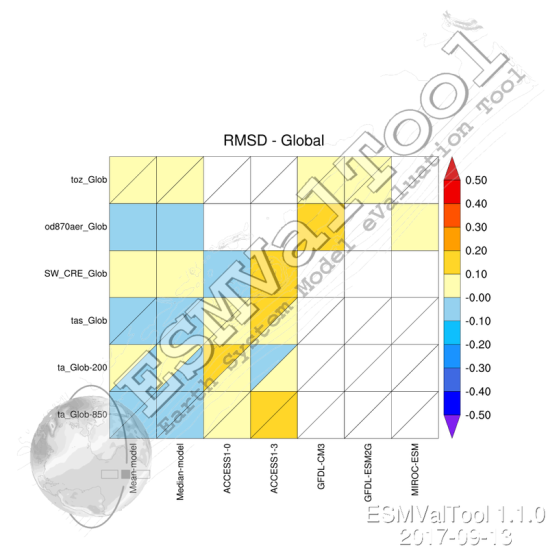 RMSD - Global
ESMValTool
Earth System Model evaluation Tool
toz_Glob
od870aer_Glob
SW_CRE_Glob
tas_Glob
ta_Glob-200
ta_Glob-850
0.50
0.40
0.30
0.20
0.10
-0.00
-0.10
-0.20
-0.30
-0.40
-0.50
Mean-model
Median-model
ACCESS1-0
ACCESS1-3
GFDL-CM3
GFDL-ESM2G
MIROC-ESM
ESMValTool 1.1.0
2017-09-13